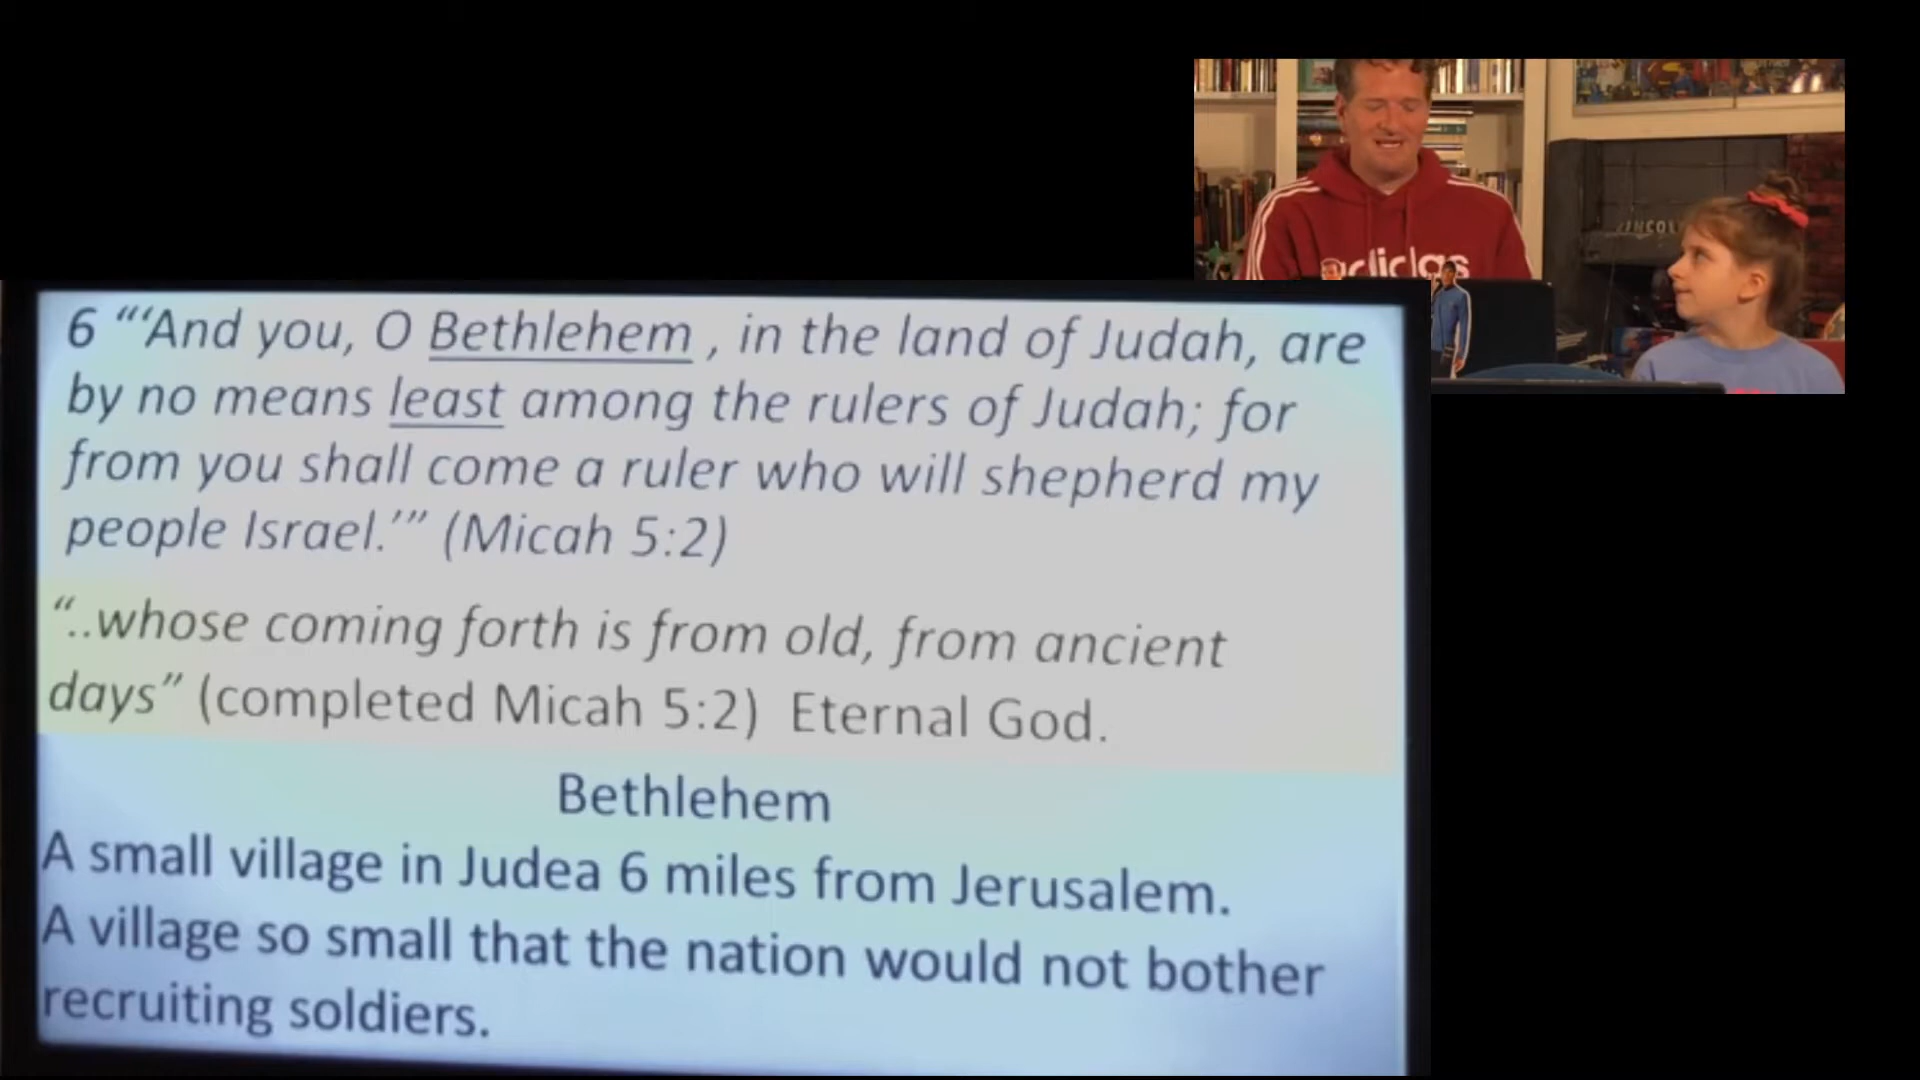 adidas
LINCOL
6 “‘And you, O Bethlehem , in the land of Judah, are
by no means least among the rulers of Judah; for
from you shall come a ruler who will shepherd my
people Israel.’” (Micah 5:2)
“..whose coming forth is from old, from ancient
days” (completed Micah 5:2) Eternal God.
Bethlehem
A small village in Judea 6 miles from Jerusalem.
A village so small that the nation would not bother
recruiting soldiers.